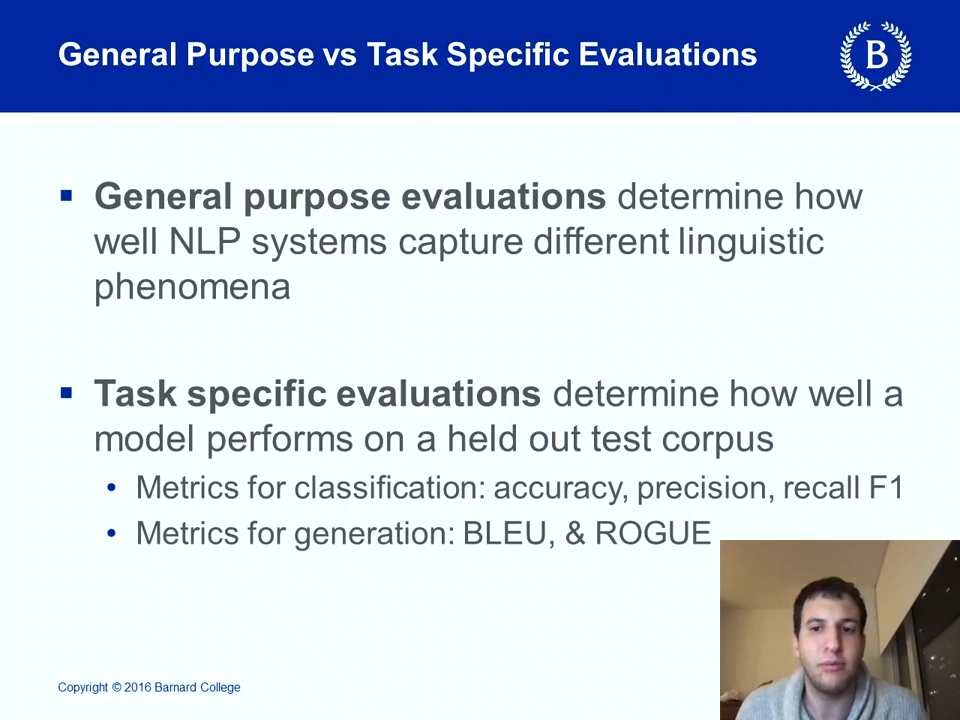 General Purpose vs Task Specific Evaluations
B
General purpose evaluations determine how
well NLP systems capture different linguistic
phenomena
Task specific evaluations determine how well a
model performs on a held out test corpus
Metrics for classification: accuracy, precision, recall F1
Metrics for generation: BLEU, & ROGUE
Copyright © 2016 Barnard College